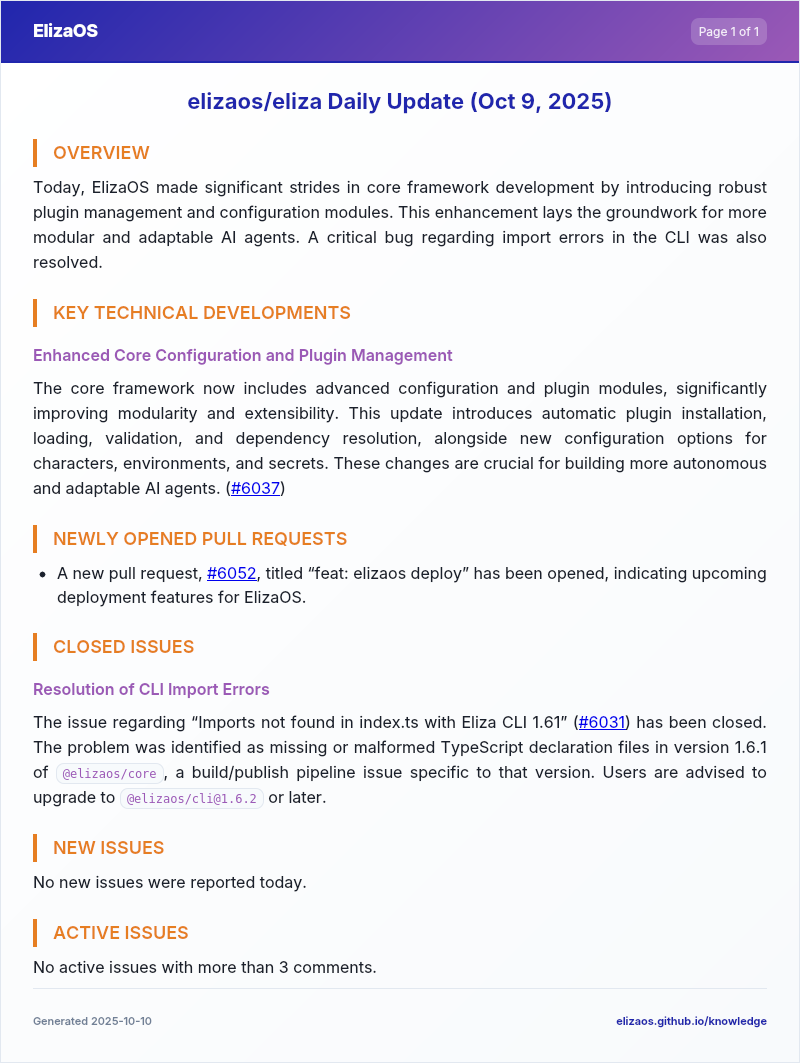 ElizaOS
Page 1 of 1
elizaos/eliza Daily Update (Oct 9, 2025)
OVERVIEW
Today, ElizaOS made significant strides in core framework development by introducing robust
plugin management and configuration modules. This enhancement lays the groundwork for more
modular and adaptable AI agents. A critical bug regarding import errors in the CLI was also
resolved.
KEY TECHNICAL DEVELOPMENTS
Enhanced Core Configuration and Plugin Management
The core framework now includes advanced configuration and plugin modules, significantly
improving modularity and extensibility. This update introduces automatic plugin installation,
loading, validation, and dependency resolution, alongside new configuration options for
characters, environments, and secrets. These changes are crucial for building more autonomous
and adaptable AI agents. (#6037)
NEWLY OPENED PULL REQUESTS
• A new pull request, #6052, titled “feat: elizaos deploy” has been opened, indicating upcoming
deployment features for ElizaOS.
CLOSED ISSUES
Resolution of CLI Import Errors
The issue regarding “Imports not found in index.ts with Eliza CLI 1.61” (#6031) has been closed.
The problem was identified as missing or malformed TypeScript declaration files in version 1.6.1
of @elizaos/core, a build/publish pipeline issue specific to that version. Users are advised to
upgrade to @elizaos/cli@1.6.2 or later.
NEW ISSUES
No new issues were reported today.
ACTIVE ISSUES
No active issues with more than 3 comments.
Generated 2025-10-10
elizaos.github.io/knowledge